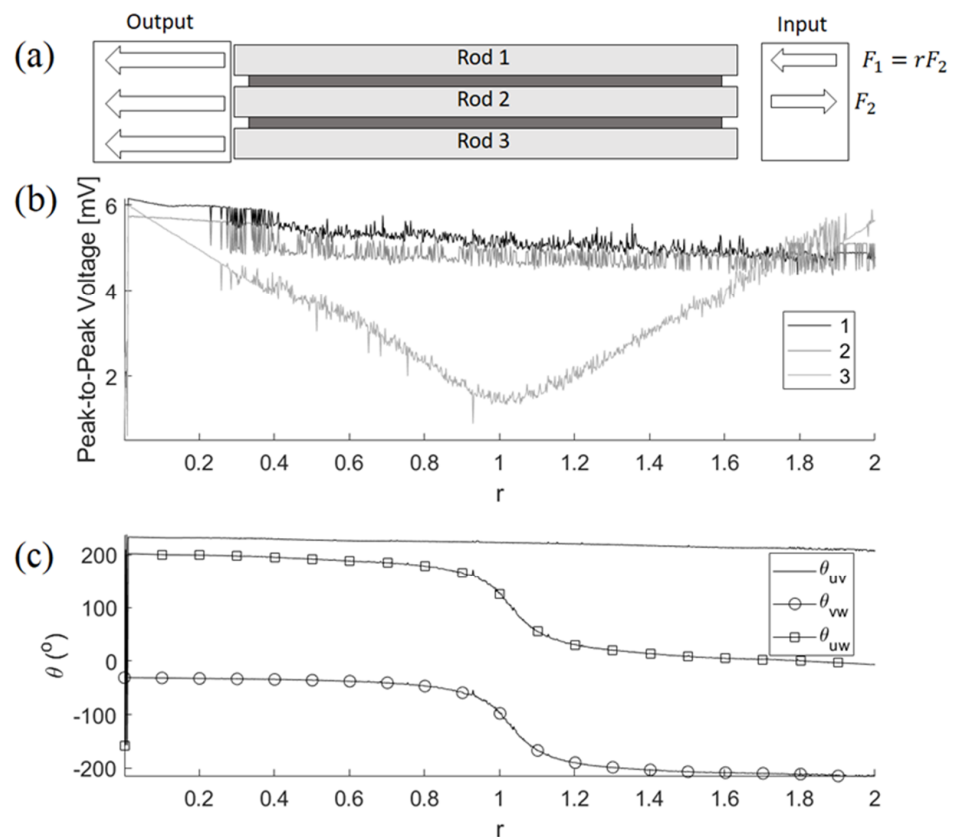 Output
Input
(a)
Rod 1
Rod 2
Rod 3
F₁ = rF₂
F₂
(b)
Peak-to-Peak Voltage [mV]
6
4
2
1
2
3
0.2 0.4 0.6 0.8 1 1.2 1.4 1.6 1.8 2
r
(c)
θ (°)
200
100
0
-100
-200
θuv
θvw
θuw
0.2 0.4 0.6 0.8 1 1.2 1.4 1.6 1.8 2
r